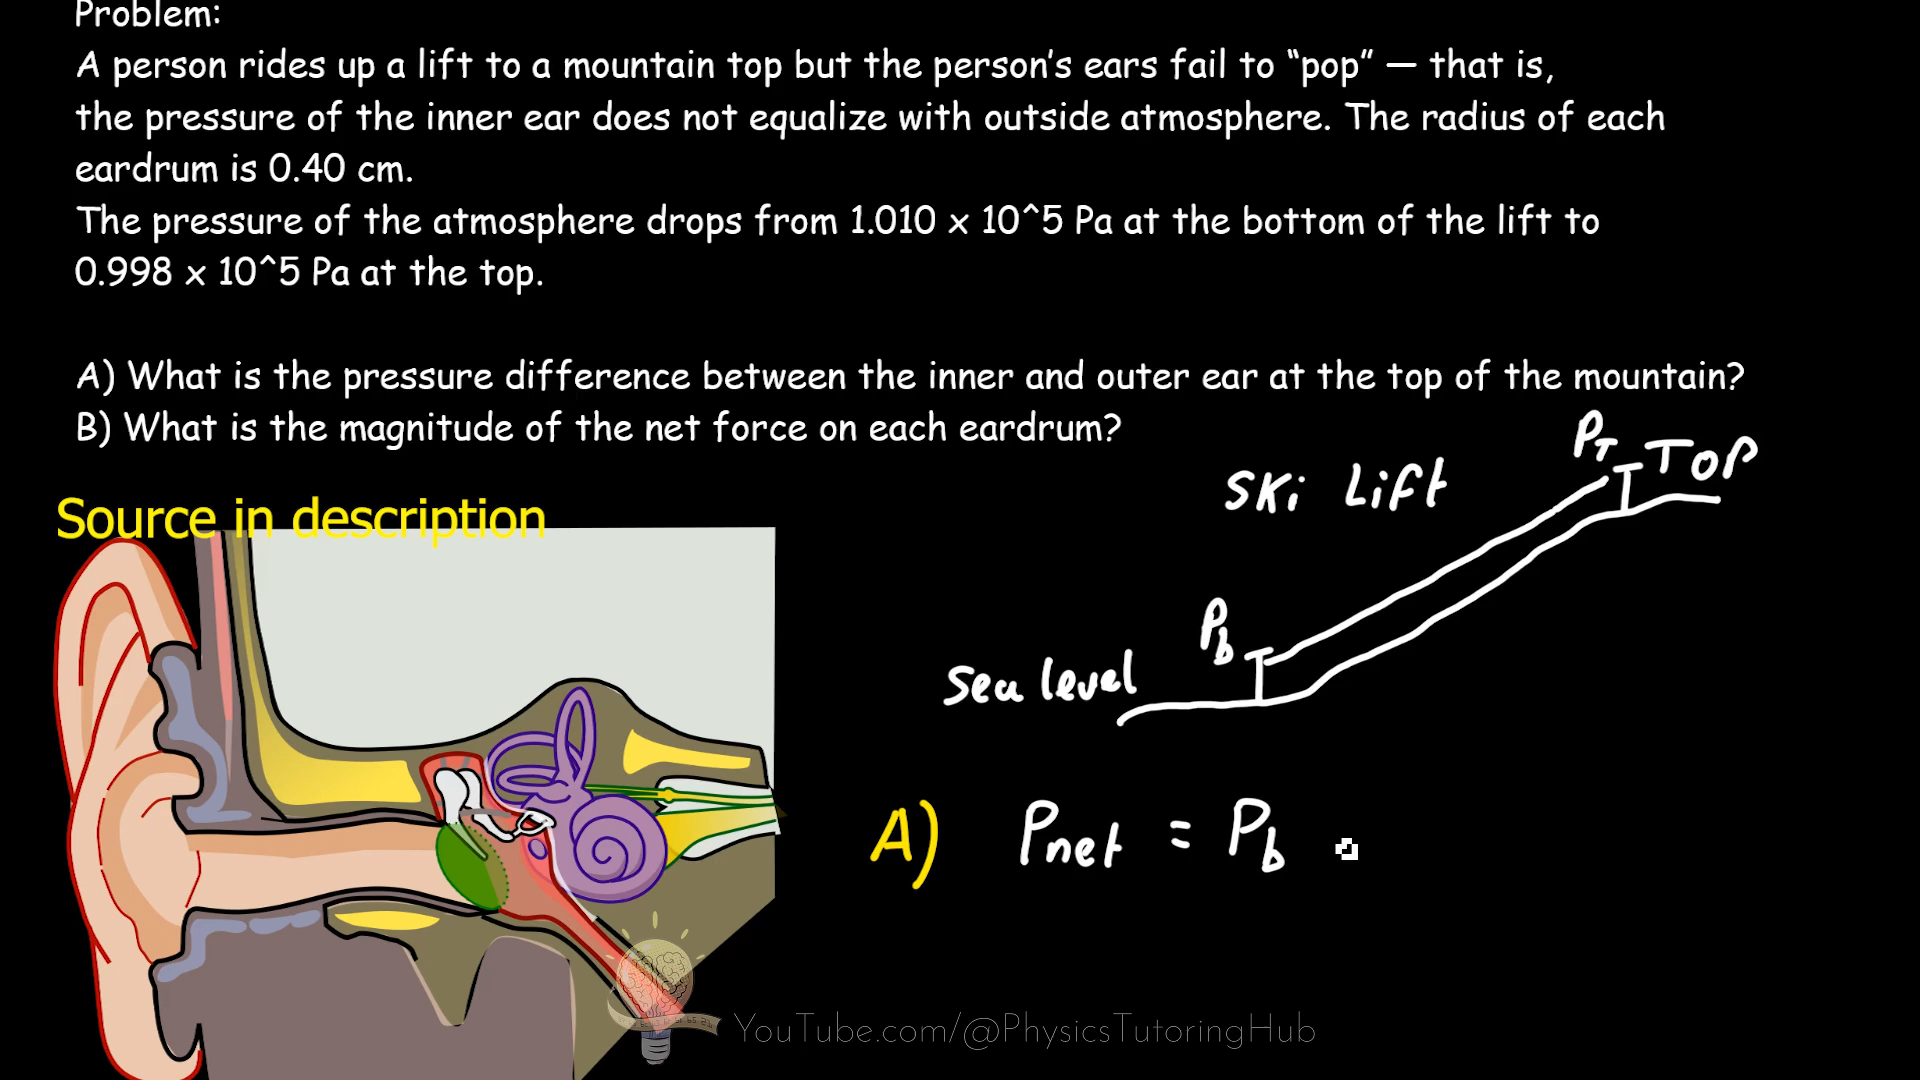 Problem:
A person rides up a lift to a mountain top but the person's ears fail to “pop” — that is,
the pressure of the inner ear does not equalize with outside atmosphere. The radius of each
eardrum is 0.40 cm.
The pressure of the atmosphere drops from 1.010 x 10^5 Pa at the bottom of the lift to
0.998 x 10^5 Pa at the top.
A) What is the pressure difference between the inner and outer ear at the top of the mountain?
B) What is the magnitude of the net force on each eardrum?
Source in description
SKi Lift
PT TOP
Pb
Sea level
A) Pnet = Pb
YouTube.com/@PhysicsTutoringHub